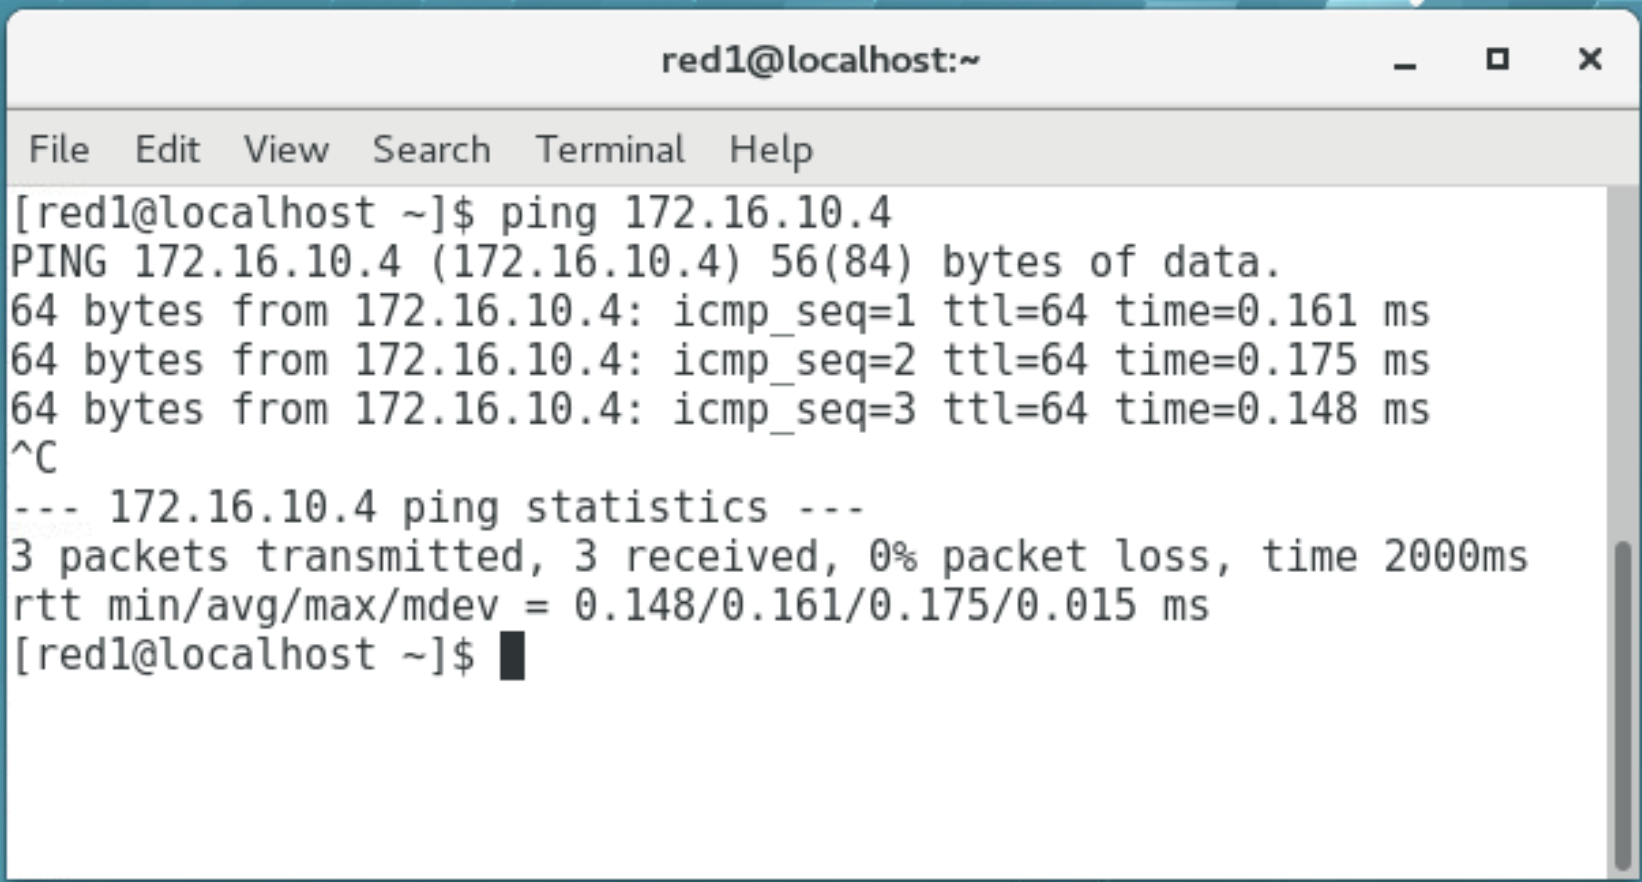 red1@localhost:~
File Edit View Search Terminal Help
[red1@localhost ~]$ ping 172.16.10.4
PING 172.16.10.4 (172.16.10.4) 56(84) bytes of data.
64 bytes from 172.16.10.4: icmp_seq=1 ttl=64 time=0.161 ms
64 bytes from 172.16.10.4: icmp_seq=2 ttl=64 time=0.175 ms
64 bytes from 172.16.10.4: icmp_seq=3 ttl=64 time=0.148 ms
^C
--- 172.16.10.4 ping statistics ---
3 packets transmitted, 3 received, 0% packet loss, time 2000ms
rtt min/avg/max/mdev = 0.148/0.161/0.175/0.015 ms
[red1@localhost ~]$